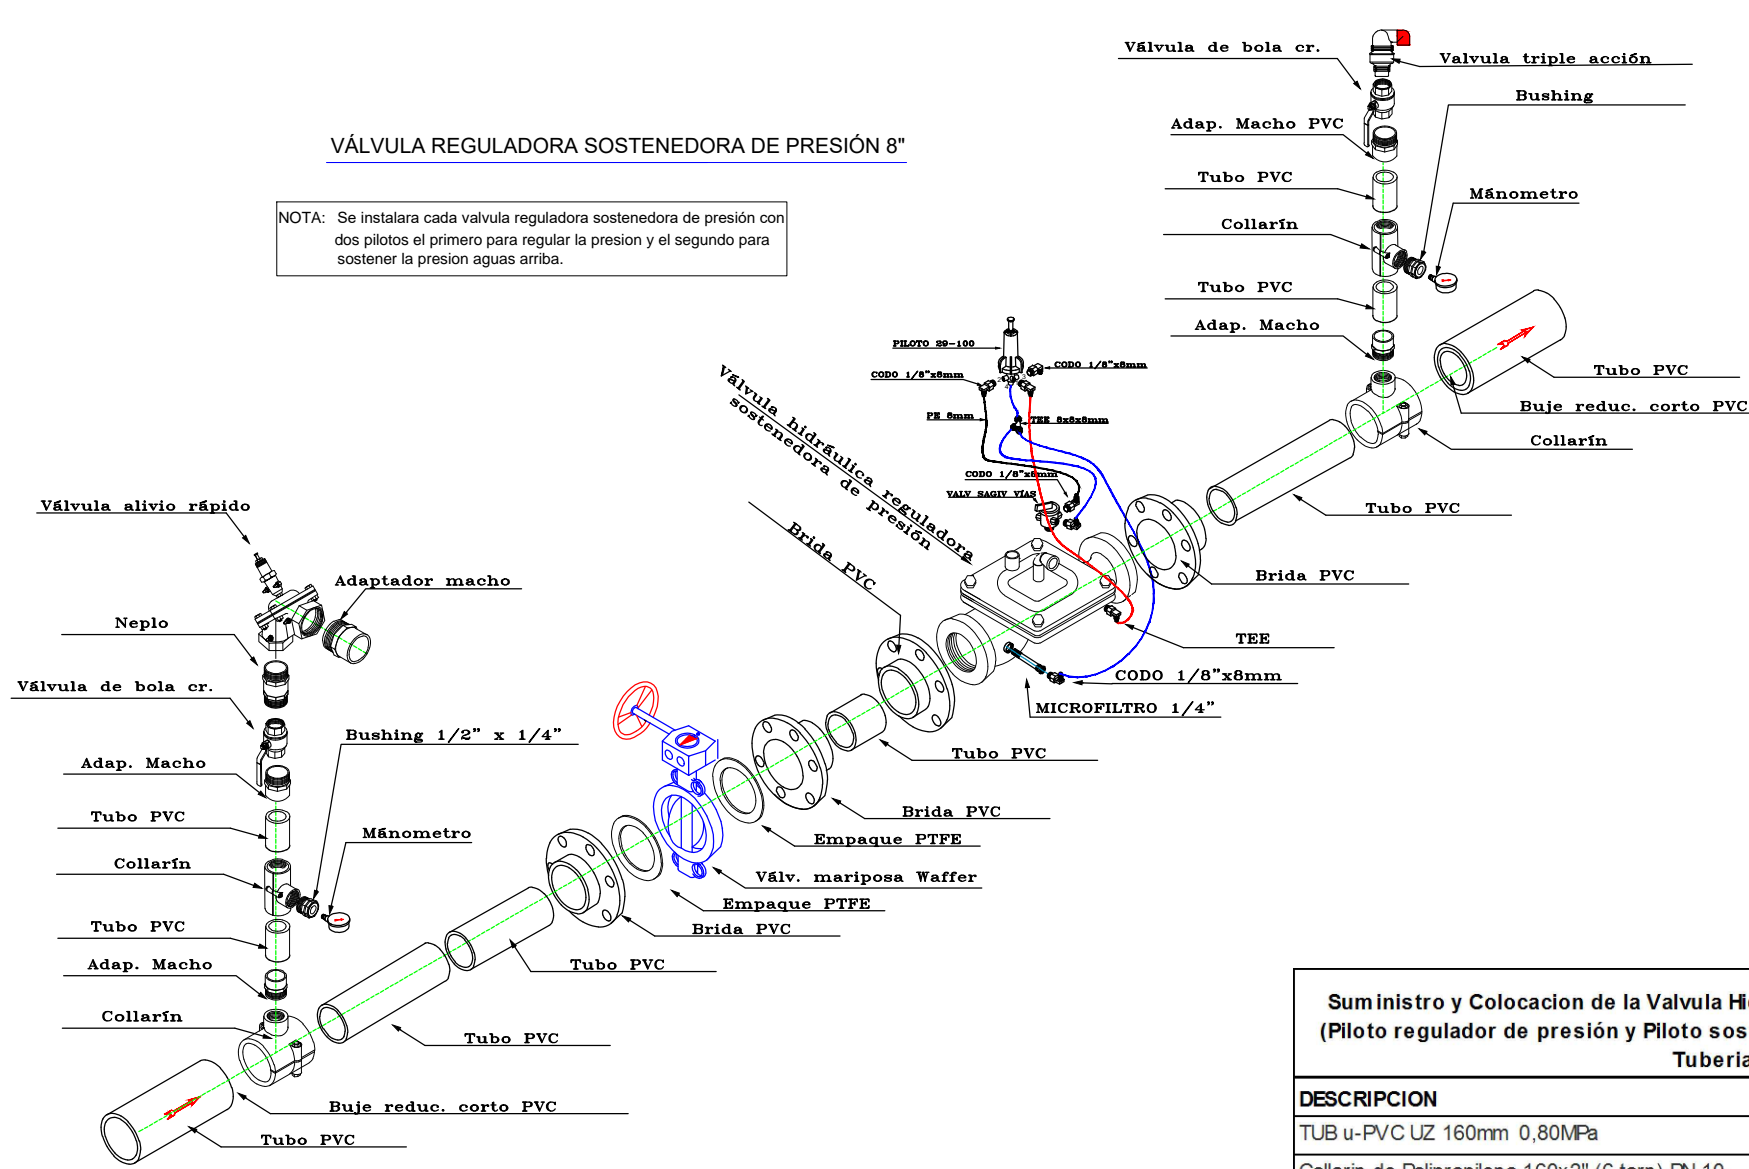 VÁLVULA REGULADORA SOSTENEDORA DE PRESIÓN 8"
NOTA: Se instalara cada valvula reguladora sostenedora de presión con
dos pilotos el primero para regular la presion y el segundo para
sostener la presion aguas arriba.
Válvula de bola cr.
Valvula triple acción
Bushing
Adap. Macho PVC
Tubo PVC
Mánometro
Collarín
Tubo PVC
Adap. Macho
Tubo PVC
Buje reduc. corto PVC
Collarín
Tubo PVC
Brida PVC
PILOTO 29-100
CODO 1/8"x8mm
CODO 1/8"x8mm
PE 8mm
TEE 8x8x8mm
CODO 1/8"x8mm
VALV SAGIV VÍAS
Válvula hidráulica reguladora
sostenedora de presión
Brida PVC
TEE
CODO 1/8"x8mm
MICROFILTRO 1/4"
Tubo PVC
Brida PVC
Empaque PTFE
Válv. mariposa Waffer
Empaque PTFE
Brida PVC
Tubo PVC
Tubo PVC
Válvula alivio rápido
Adaptador macho
Neplo
Válvula de bola cr.
Bushing 1/2" x 1/4"
Adap. Macho
Tubo PVC
Mánometro
Collarín
Tubo PVC
Adap. Macho
Collarín
Buje reduc. corto PVC
Tubo PVC
Suministro y Colocacion de la Valvula
(Piloto regulador de presión y Piloto
Tuberia
DESCRIPCION
TUB u-PVC UZ 160mm 0,80MPa